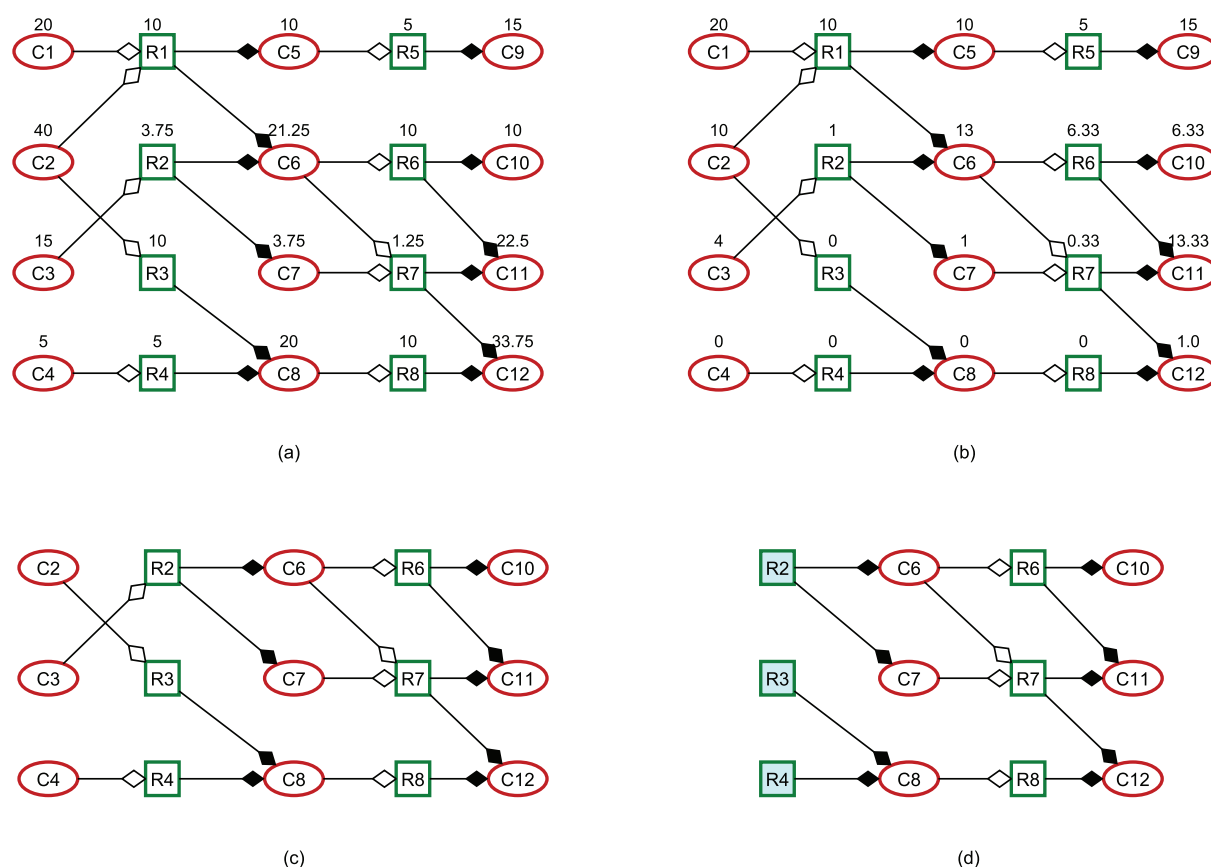 20 10 10 5 15
C1 R1 C5 R5 C9
40 3.75 21.25 10 10
C2 R2 C6 R6 C10
15 10 3.75 1.25 22.5
C3 R3 C7 R7 C11
5 5 20 10 33.75
C4 R4 C8 R8 C12
(a)
20 10 10 5 15
C1 R1 C5 R5 C9
10 1 13 6.33 6.33
C2 R2 C6 R6 C10
4 0 1 0.33 13.33
C3 R3 C7 R7 C11
0 0 0 0 1.0
C4 R4 C8 R8 C12
(b)
C2 R2 C6 R6 C10
C3 R3 C7 R7 C11
C4 R4 C8 R8 C12
(c)
R2 C6 R6 C10
R3 C7 R7 C11
R4 C8 R8 C12
(d)